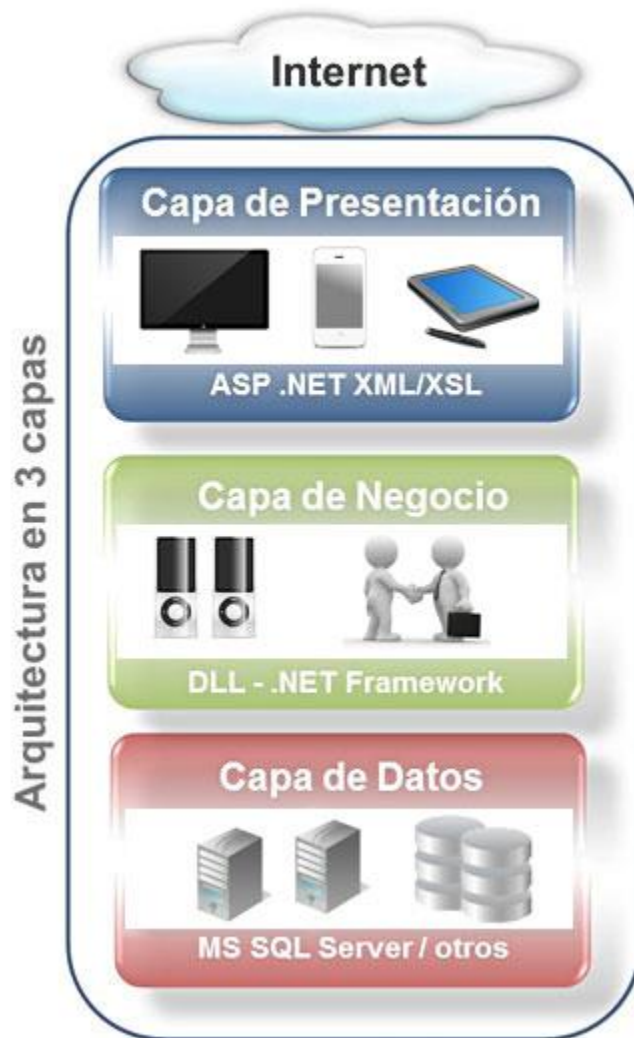 Internet
Capa de Presentación
ASP .NET XML/XSL
Arquitectura en 3 capas
Capa de Negocio
DLL - .NET Framework
Capa de Datos
MS SQL Server / otros